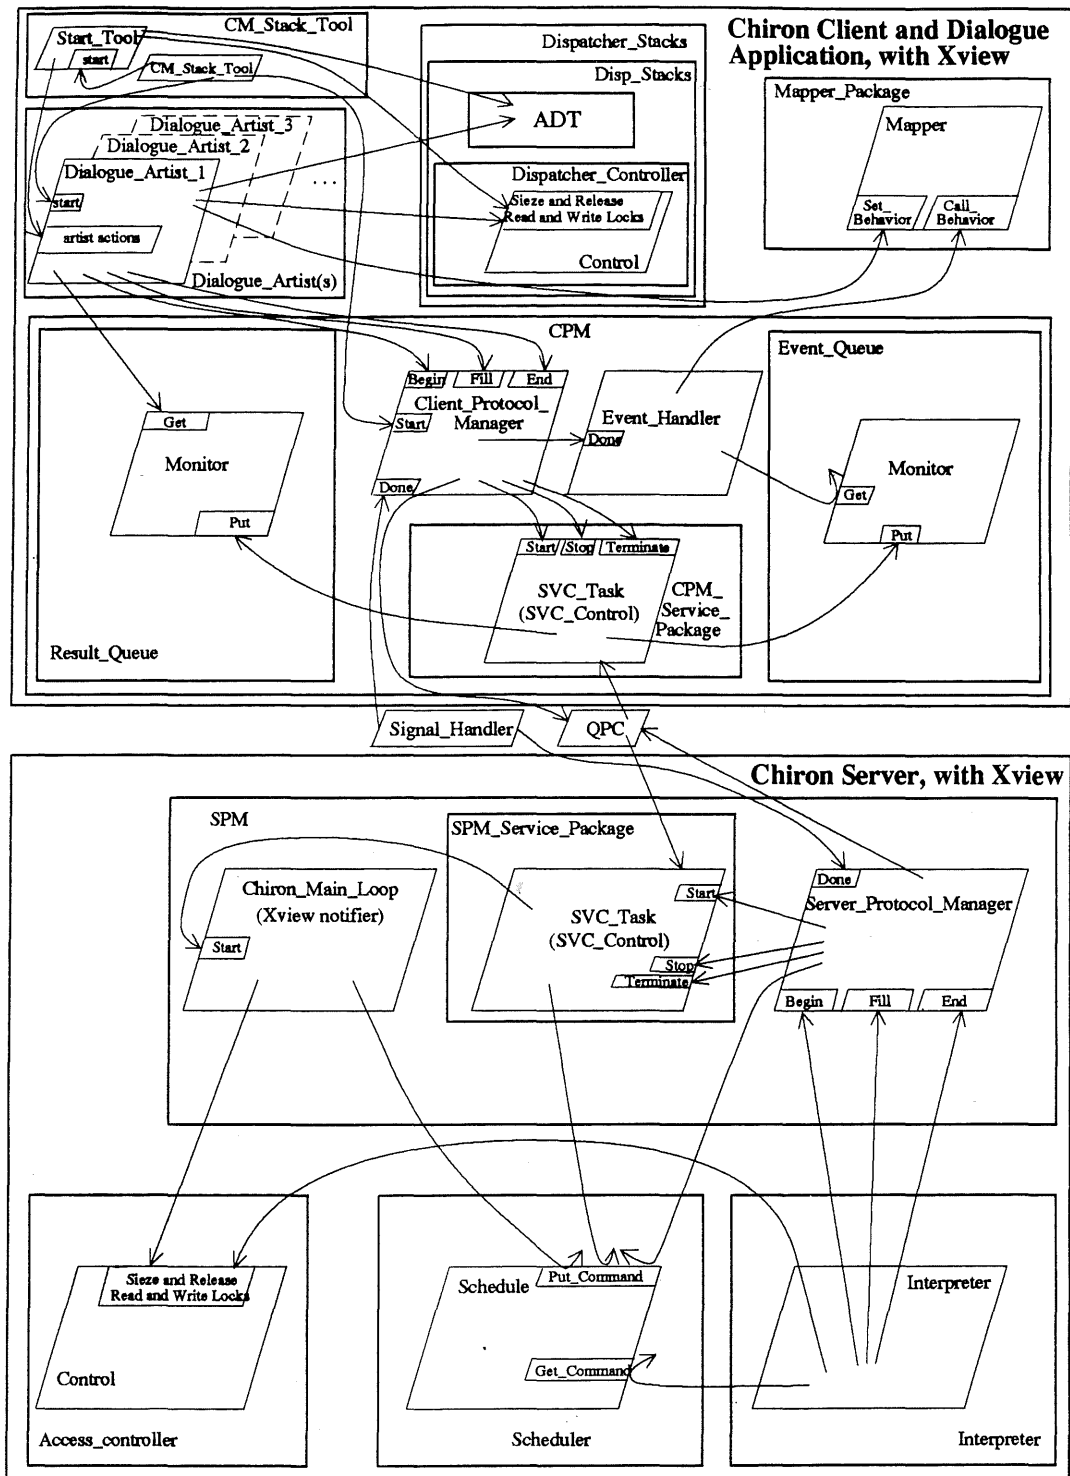 Chiron Client and Dialogue
Application, with Xview
CM_Stack_Tool
Start_Tool
start
CM_Stack_Tool
Dispatcher_Stacks
Disp_Stacks
ADT
Dispatcher_Controller
Sieze and Release
Read and Write Locks
Control
Mapper_Package
Mapper
Set_
Behavior
Call_
Behavior
Dialogue_Artist_3
Dialogue_Artist_2
Dialogue_Artist_1
...
start
artist actions
Dialogue_Artist(s)
CPM
Event_Queue
Begin
Fill
End
Client_Protocol_
Manager
Start
Done
Event_Handler
Done
Get
Monitor
Put
Result_Queue
Monitor
Get
Put
Start
Stop
Terminate
SVC_Task
(SVC_Control)
CPM_
Service_
Package
Signal_Handler
QPC
Chiron Server, with Xview
SPM
SPM_Service_Package
Chiron_Main_Loop
(Xview notifier)
Start
Start
SVC_Task
(SVC_Control)
Stop
Terminate
Done
Server_Protocol_Manager
Begin
Fill
End
Sieze and Release
Read and Write Locks
Control
Access_controller
Schedule
Put_Command
Get_Command
Scheduler
Interpreter
Interpreter